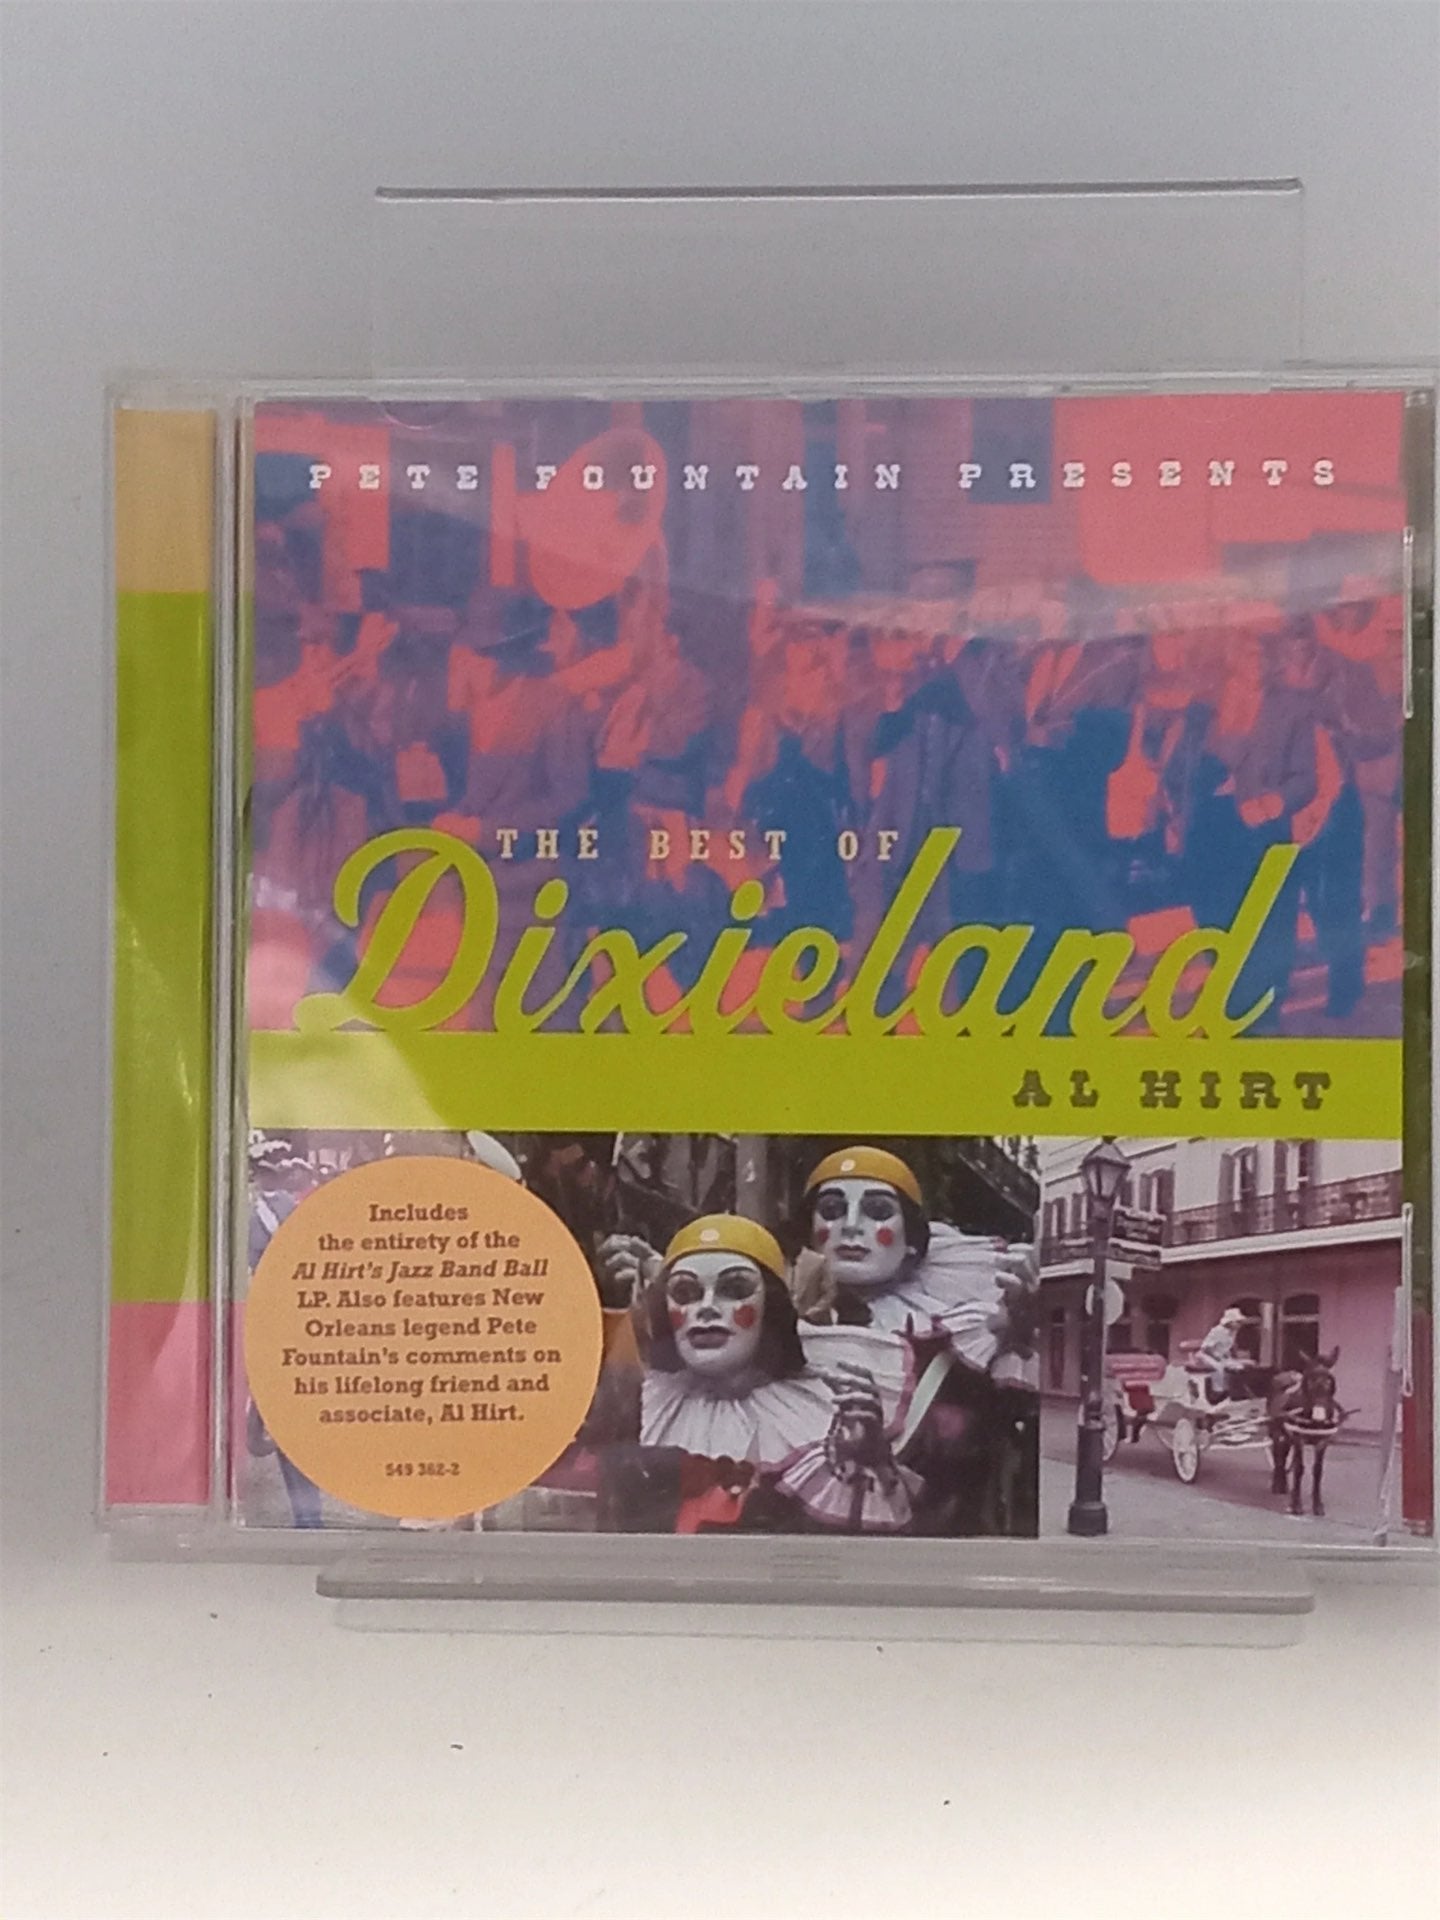 PETE FOUNTAIN PRESENTS
THE BEST OF
Dixieland
AL HIRT
Includes
the entirety of the
Al Hirt's Jazz Band Ball
LP. Also features New
Orleans legend Pete
Fountain's comments on
his lifelong friend and
associate, Al Hirt.
549 362-2